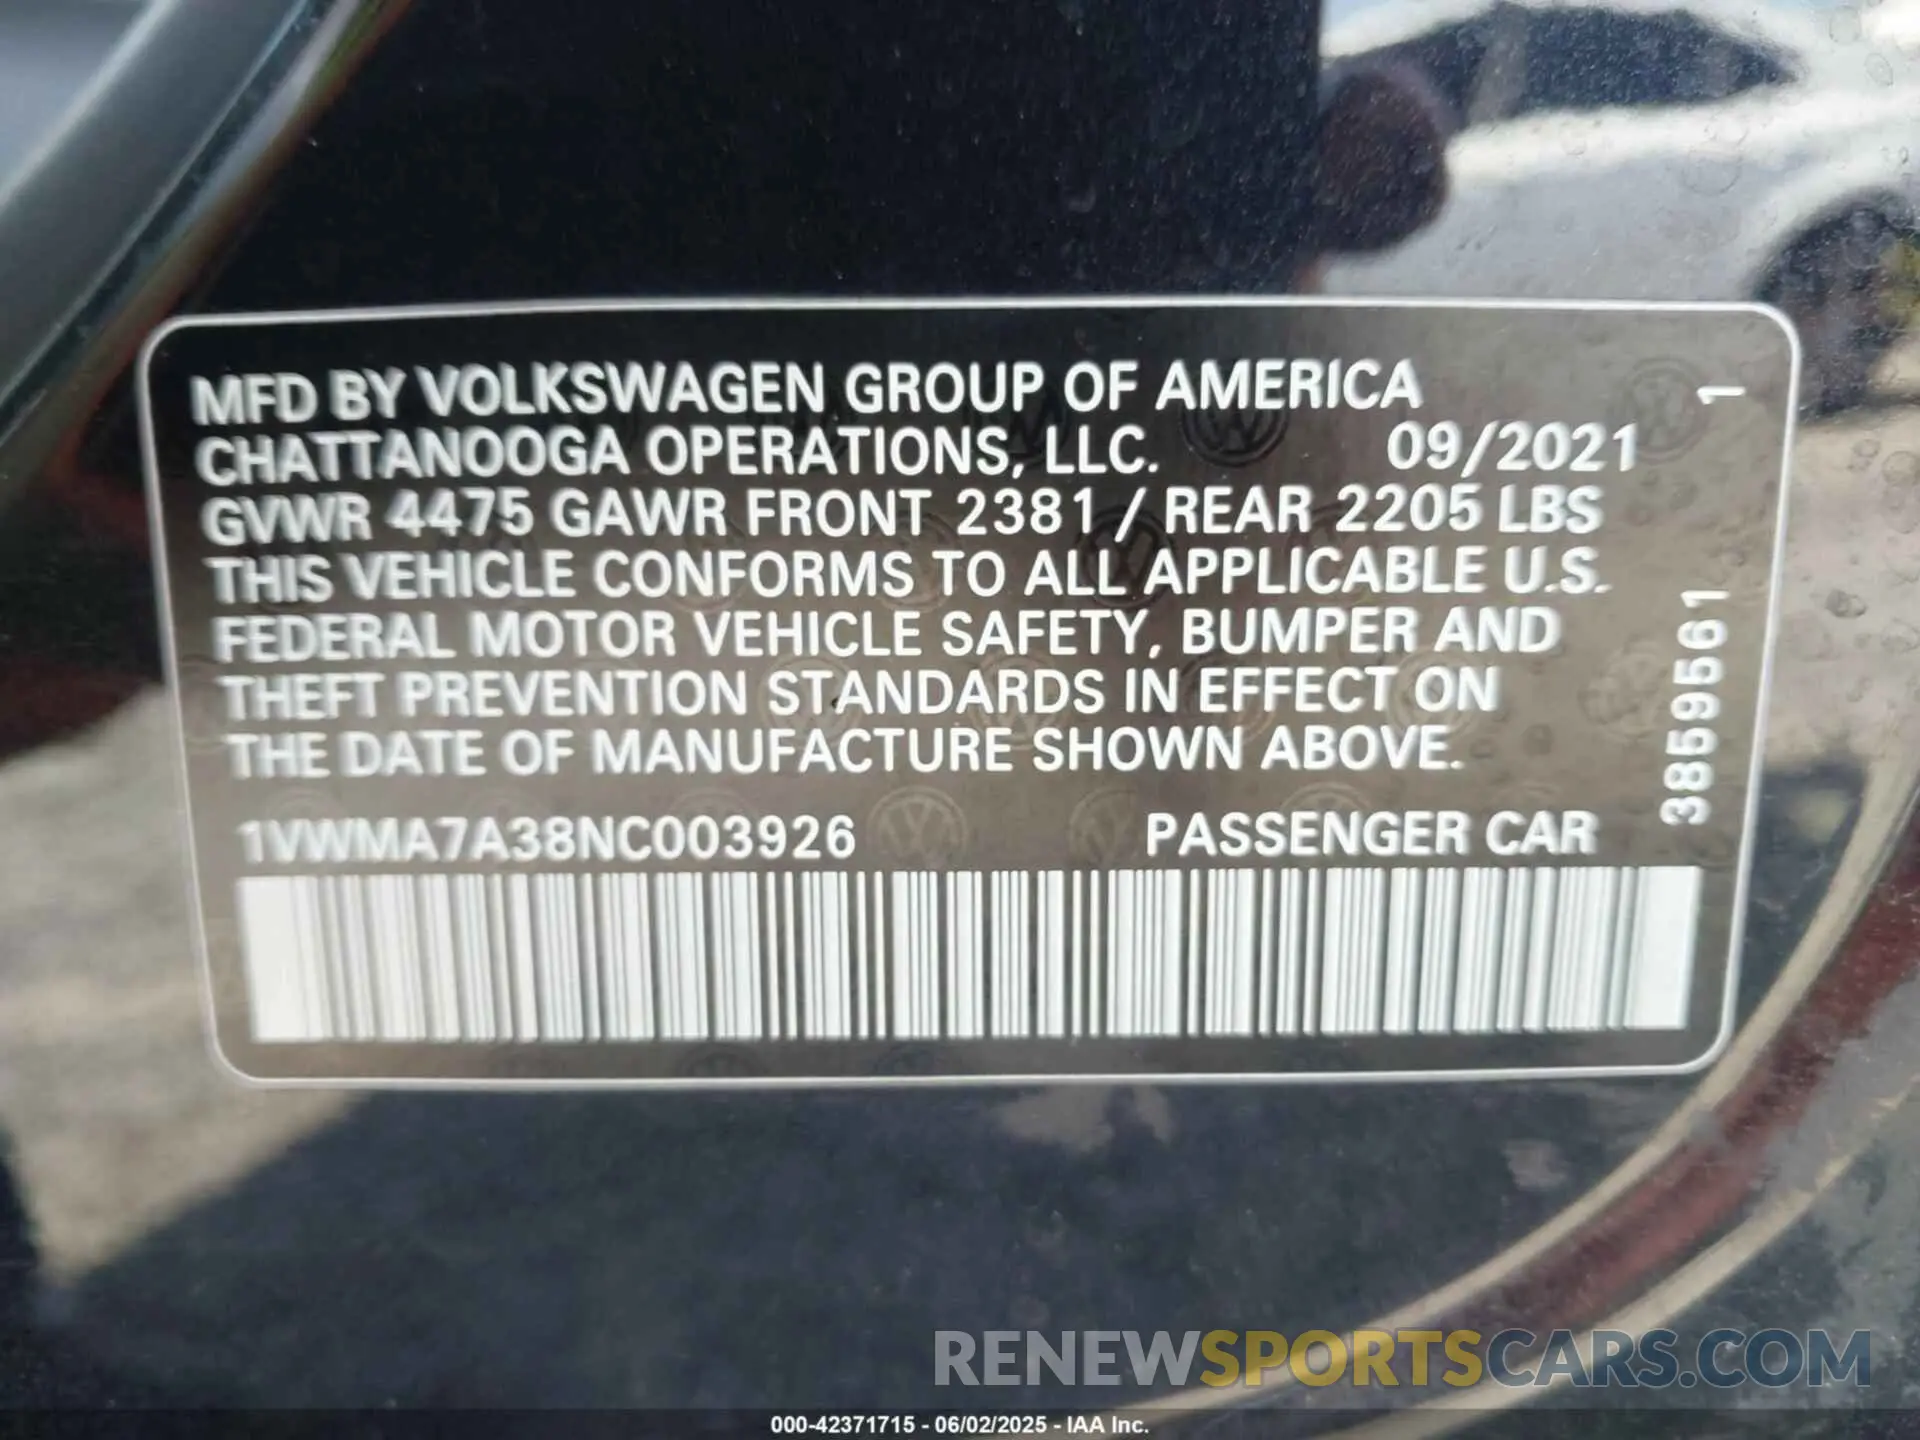 MFD BY VOLKSWAGEN GROUP OF AMERICA
CHATTANOOGA OPERATIONS, LLC. 09/2021
GVWR 4475 GAWR FRONT 2381 / REAR 2205 LBS
THIS VEHICLE CONFORMS TO ALL APPLICABLE U.S.
FEDERAL MOTOR VEHICLE SAFETY, BUMPER AND
THEFT PREVENTION STANDARDS IN EFFECT ON
THE DATE OF MANUFACTURE SHOWN ABOVE.
1VWMA7A38NC003926 PASSENGER CAR
3859561 1
RENEWSPORTSCARS.COM
000-42371715 - 06/02/2025 - IAA Inc.